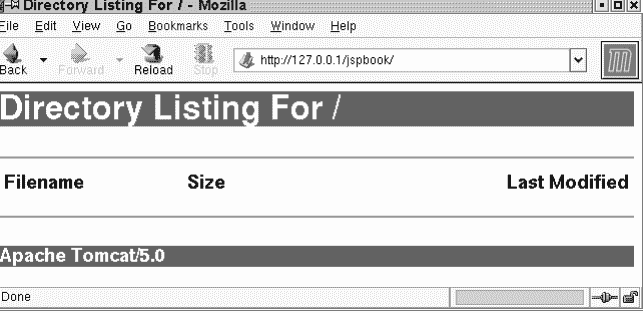 Directory Listing For / - Mozilla
File Edit View Go Bookmarks Tools Window Help
Back Forward Reload Stop http://127.0.0.1/jspbook/
Directory Listing For /
Filename Size Last Modified
Apache Tomcat/5.0
Done